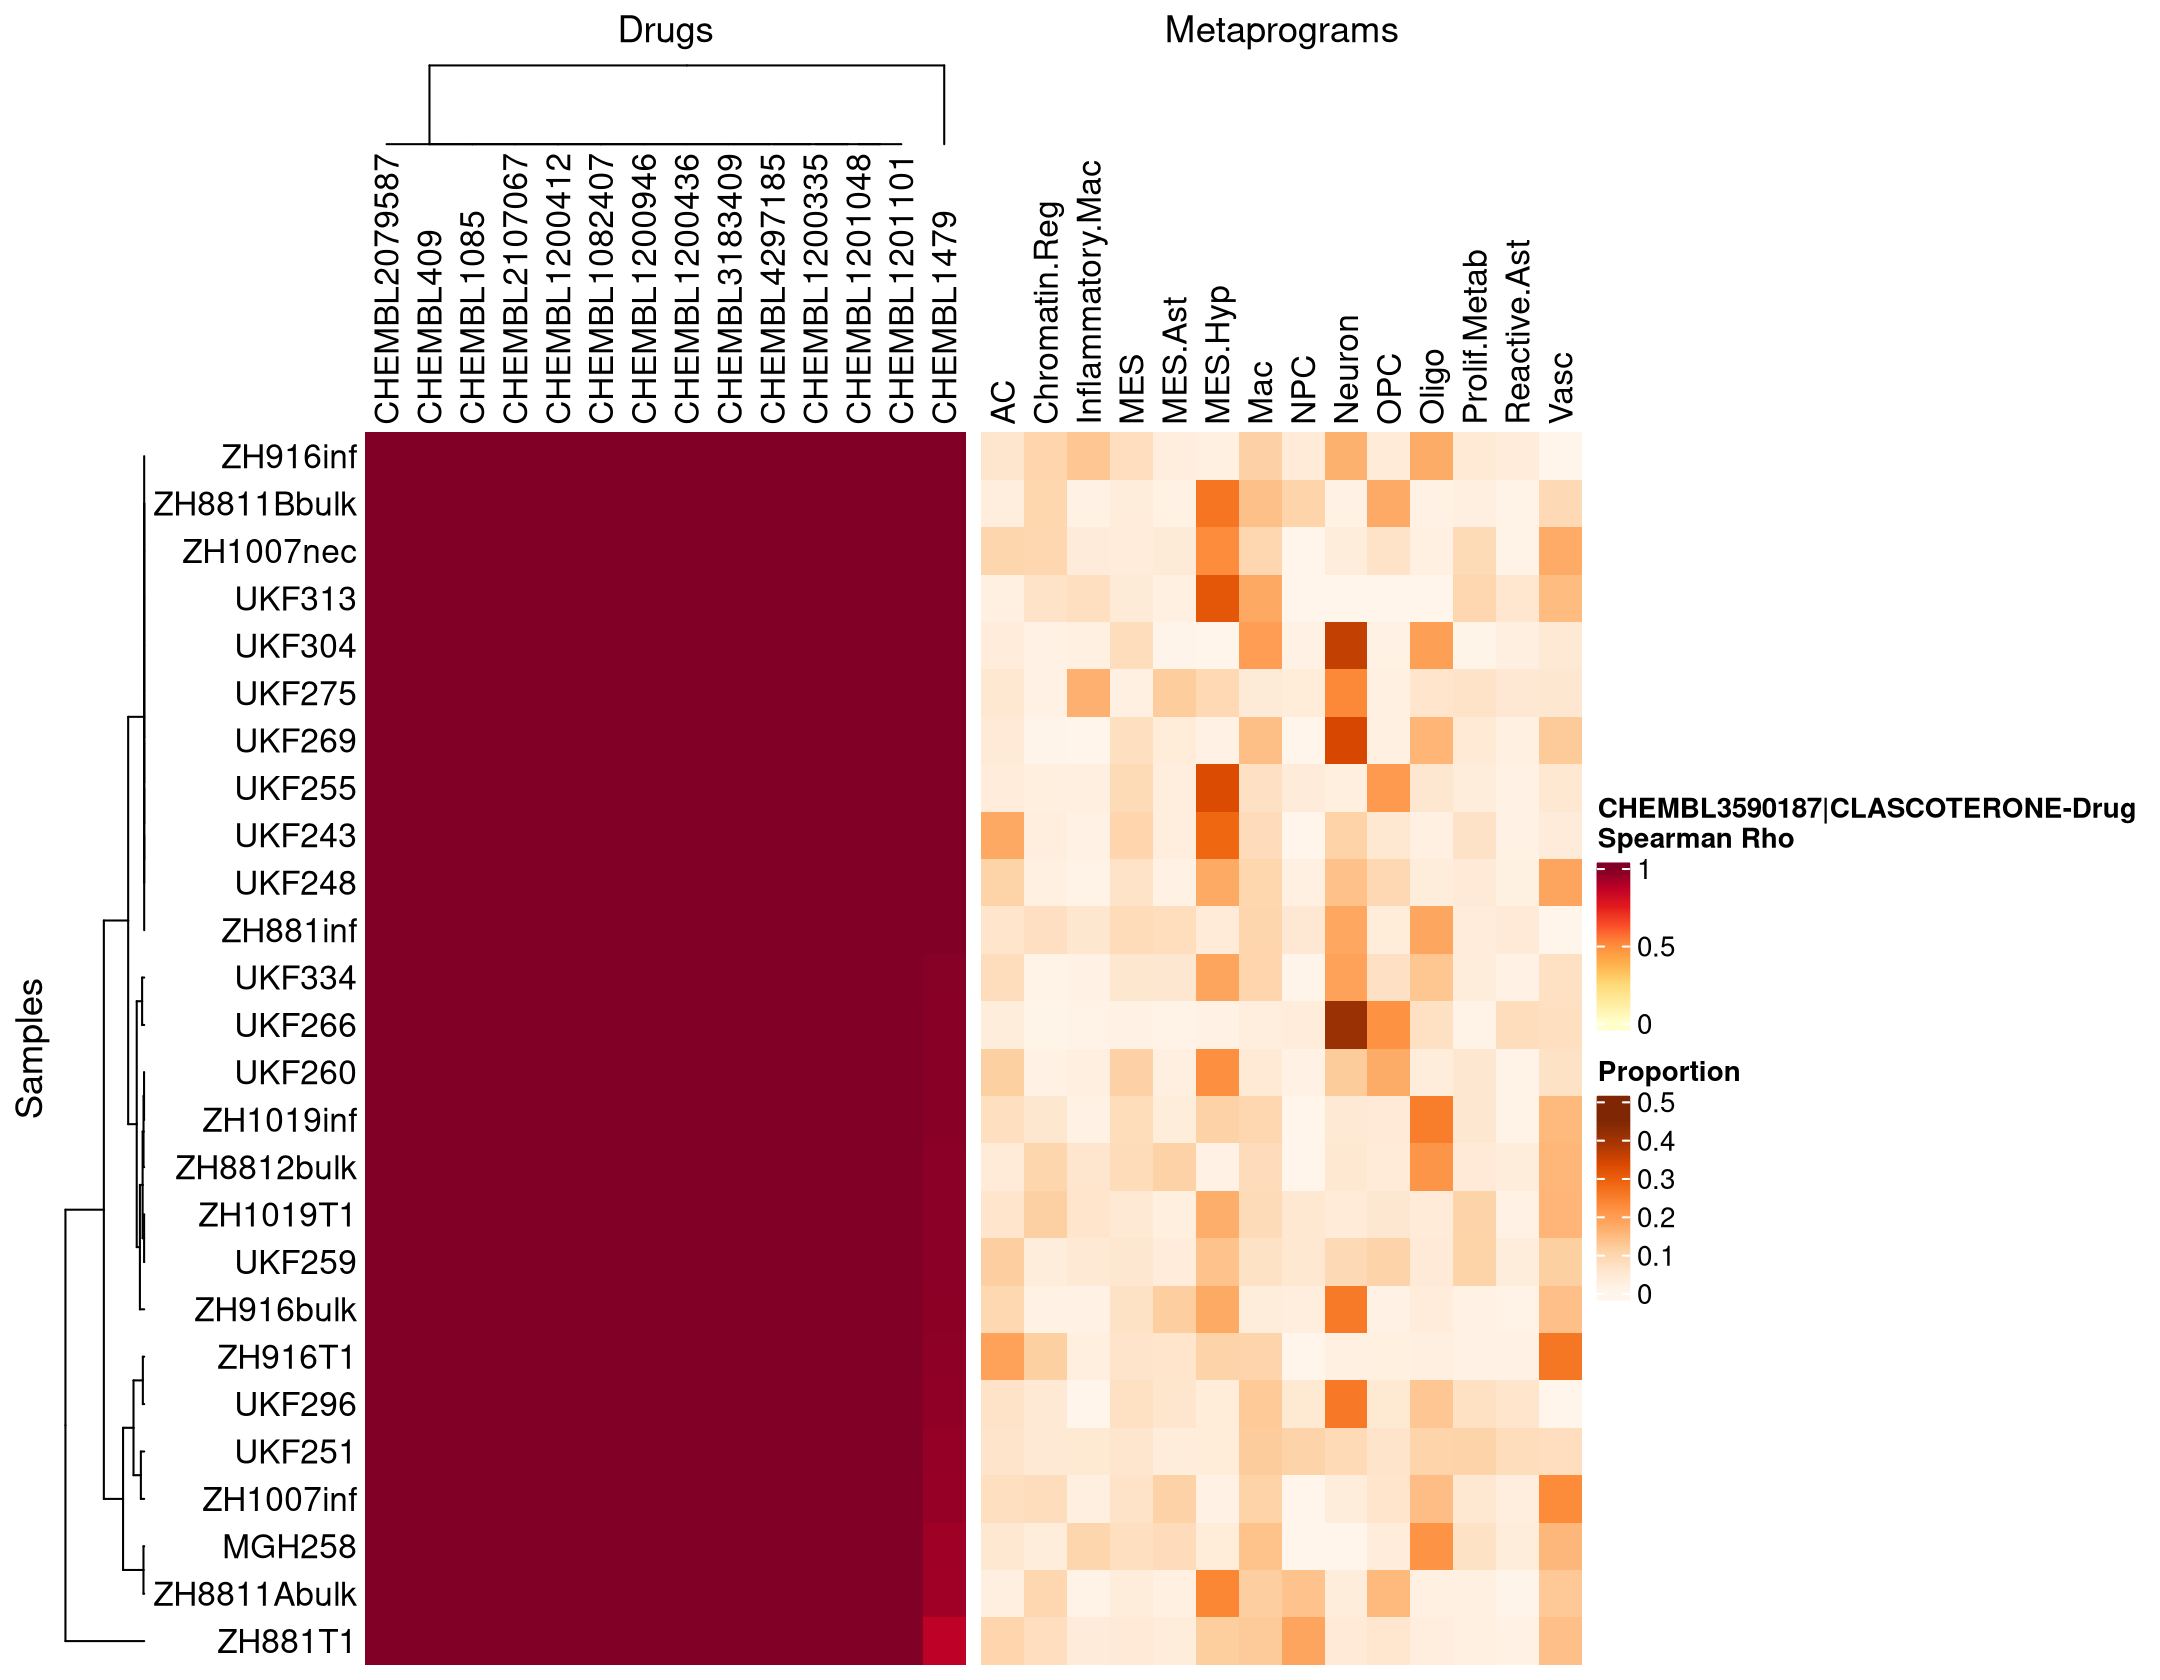 Drugs
Metaprograms
CHEMBL2079587
CHEMBL409
CHEMBL1085
CHEMBL2107067
CHEMBL1200412
CHEMBL1082407
CHEMBL1200946
CHEMBL1200436
CHEMBL3183409
CHEMBL4297185
CHEMBL1200335
CHEMBL1201048
CHEMBL1201101
CHEMBL1479
AC
Chromatin.Reg
Inflammatory.Mac
MES
MES.Ast
MES.Hyp
Mac
NPC
Neuron
OPC
Oligo
Prolif.Metab
Reactive.Ast
Vasc
Samples
ZH916inf
ZH8811Bbulk
ZH1007nec
UKF313
UKF304
UKF275
UKF269
UKF255
UKF243
UKF248
ZH881inf
UKF334
UKF266
UKF260
ZH1019inf
ZH8812bulk
ZH1019T1
UKF259
ZH916bulk
ZH916T1
UKF296
UKF251
ZH1007inf
MGH258
ZH8811Abulk
ZH881T1
CHEMBL3590187|CLASCOTERONE-Drug
Spearman Rho
1
0.5
0
Proportion
0.5
0.4
0.3
0.2
0.1
0